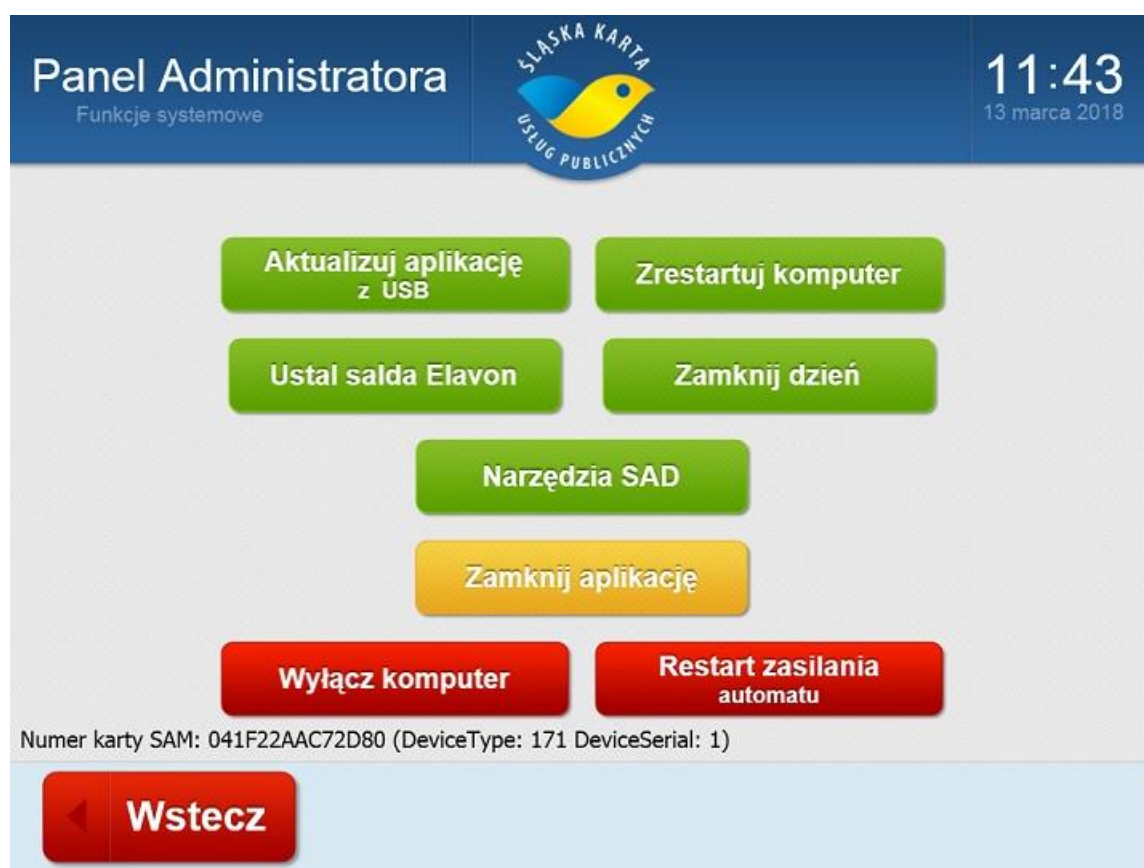 Panel Administratora
Funkcje systemowe
ŚLĄSKA KARTA
USŁUG PUBLICZNYCH
11:43
13 marca 2018
Aktualizuj aplikację
z USB
Zrestartuj komputer
Ustal salda Elavon
Zamknij dzień
Narzędzia SAD
Zamknij aplikację
Wyłącz komputer
Restart zasilania
automatu
Numer karty SAM: 041F22AAC72D80 (DeviceType: 171 DeviceSerial: 1)
Wstecz